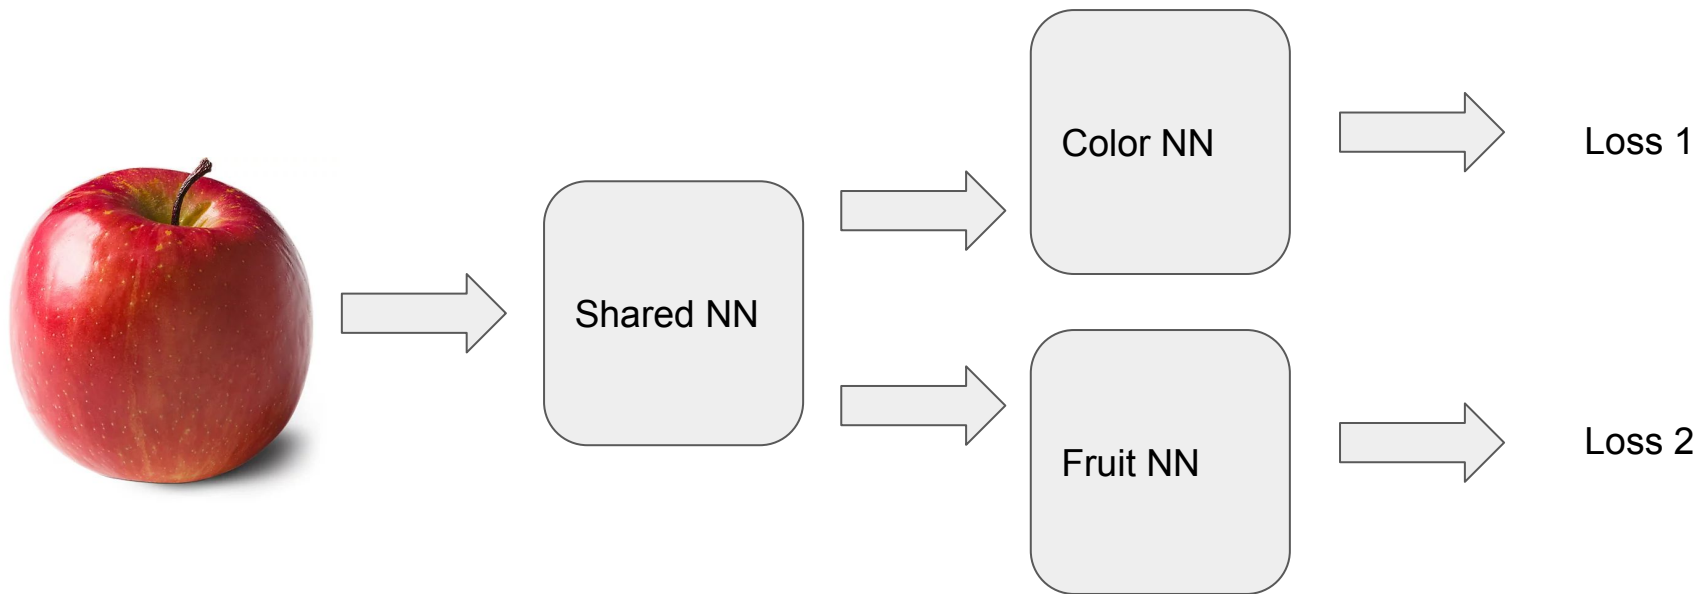 Color NN
Loss 1
Shared NN
Fruit NN
Loss 2